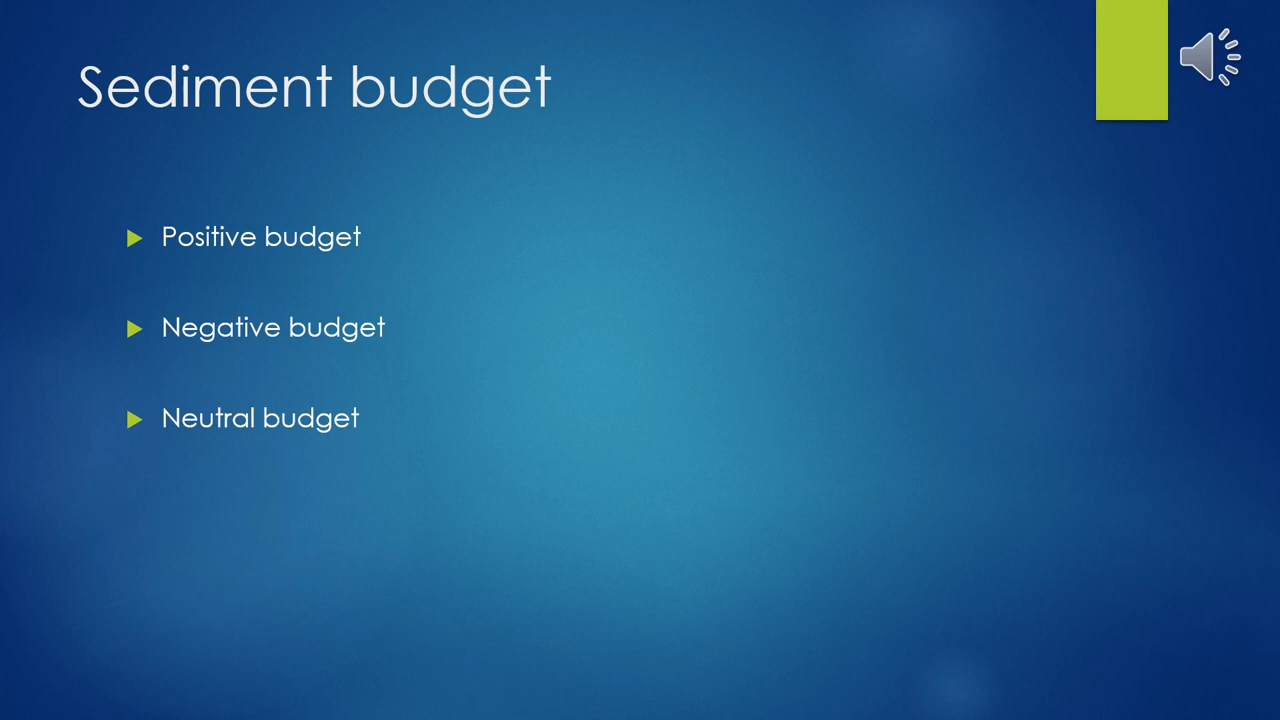 Sediment budget
Positive budget
Negative budget
Neutral budget